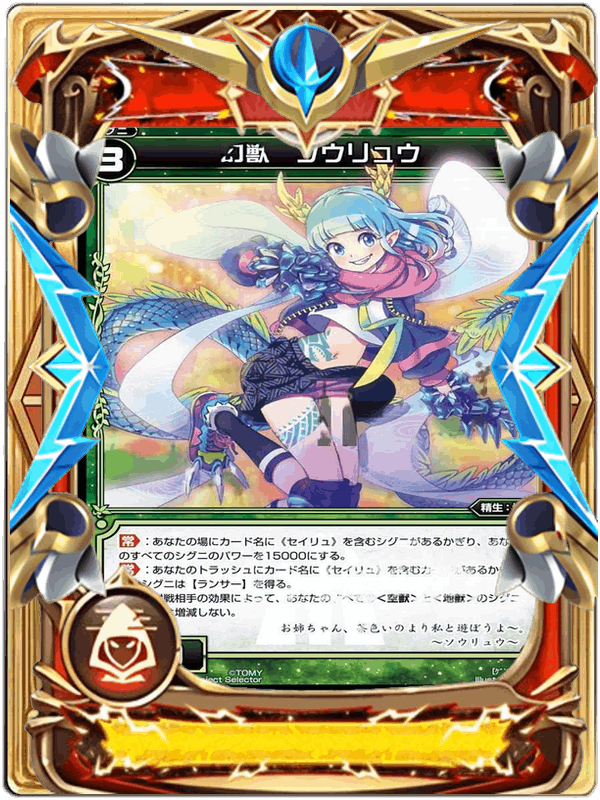 3
幻獣 ソウリュウ
精生：
常：あなたの場にカード名に《セイリュ》を含むシグニがあるかぎり、あな
のすべてのシグニのパワーを15000にする。
常：あなたのトラッシュにカード名に《セイリュ》を含む
シグニは【ランサー】を得る。
戦相手の効果によって、あなたの べての＜空獣＞と＜地獣＞のシグニ
増減しない。
お姉ちゃん、茶色いのより私と遊ぼうよ～。
～ソウリュウ～
©TOMY
ject Selector
Illust